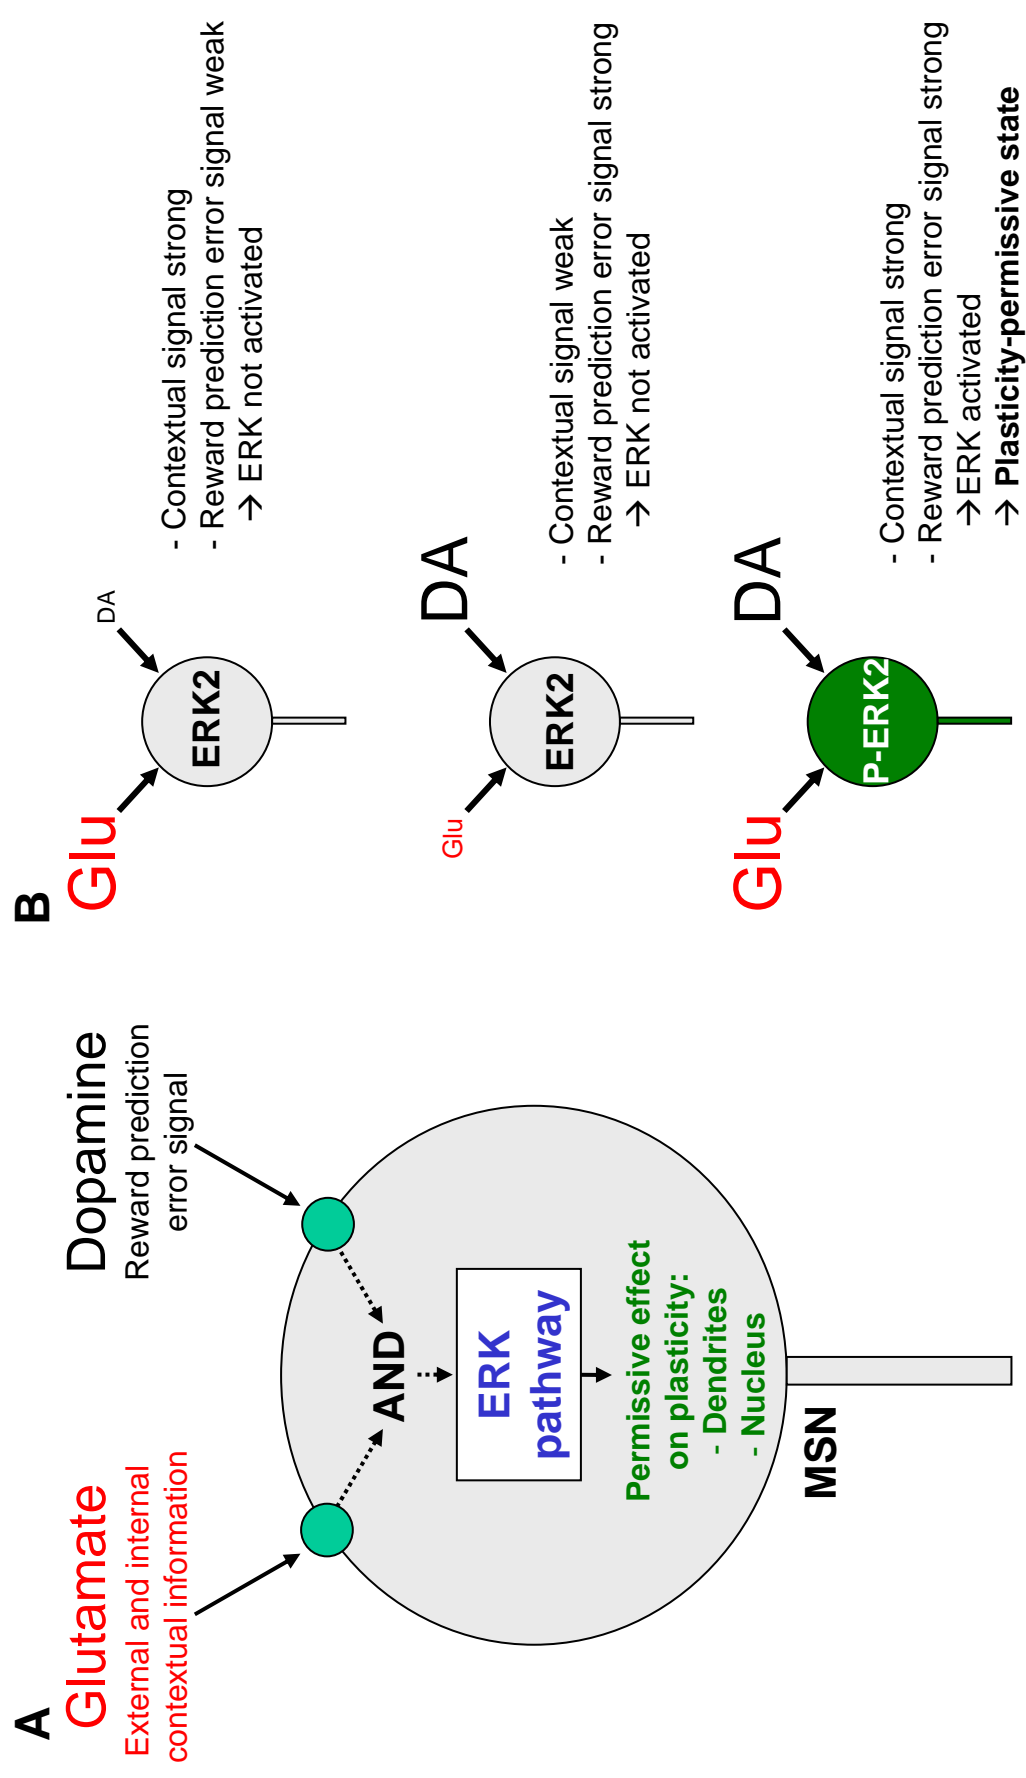 A
Glutamate
External and internal
contextual information
Dopamine
Reward prediction
error signal
AND
ERK
pathway
Permissive effect
on plasticity:
- Dendrites
- Nucleus
MSN
B
Glu
DA
ERK2
- Contextual signal strong
- Reward prediction error signal weak
→ ERK not activated
Glu
DA
ERK2
- Contextual signal weak
- Reward prediction error signal strong
→ ERK not activated
Glu
DA
P-ERK2
- Contextual signal strong
- Reward prediction error signal strong
→ERK activated
→ Plasticity-permissive state